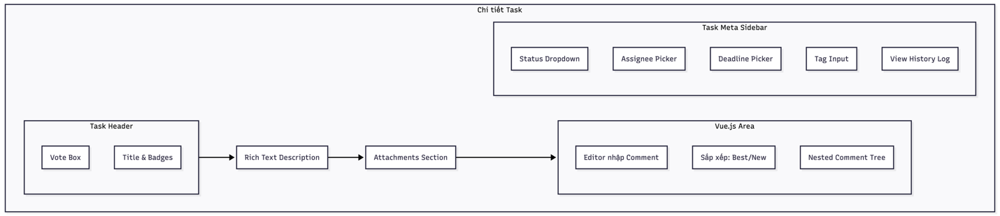 Chi tiết Task
Task Meta Sidebar
Status Dropdown
Assignee Picker
Deadline Picker
Tag Input
View History Log
Task Header
Vote Box
Title & Badges
Rich Text Description
Attachments Section
Vue.js Area
Editor nhập Comment
Sắp xếp: Best/New
Nested Comment Tree